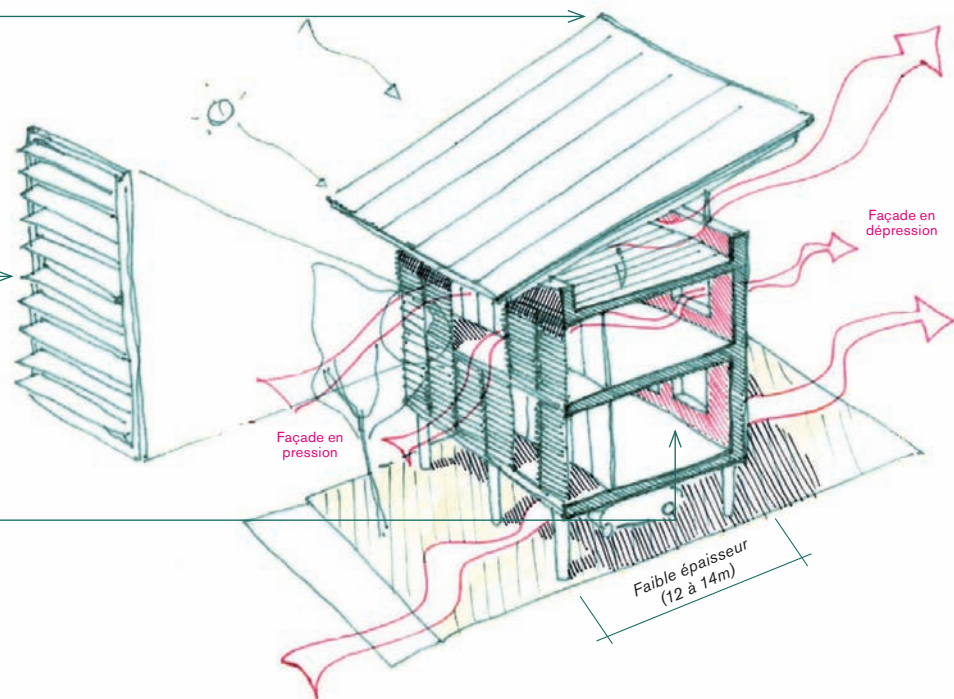 Façade en
dépression
Façade en
pression
Faible épaisseur
(12 à 14m)